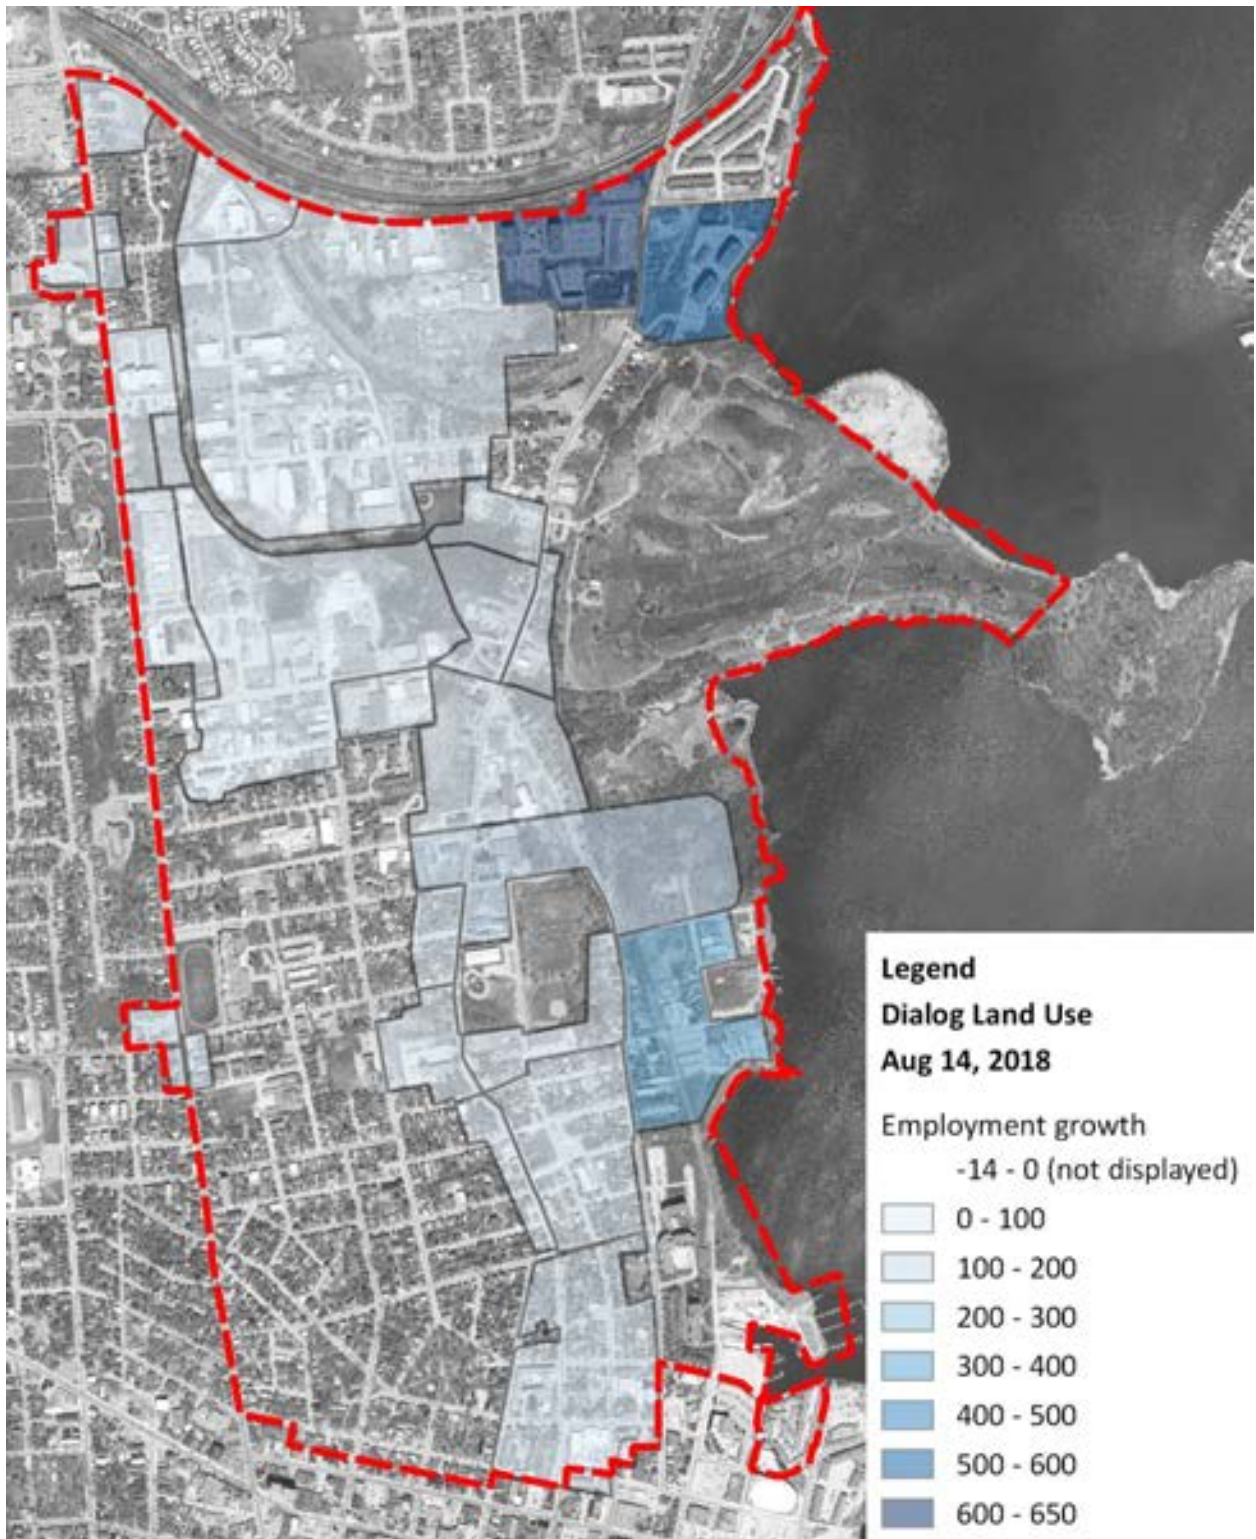 Legend
Dialog Land Use
Aug 14, 2018
Employment growth
-14 - 0 (not displayed)
0 - 100
100 - 200
200 - 300
300 - 400
400 - 500
500 - 600
600 - 650